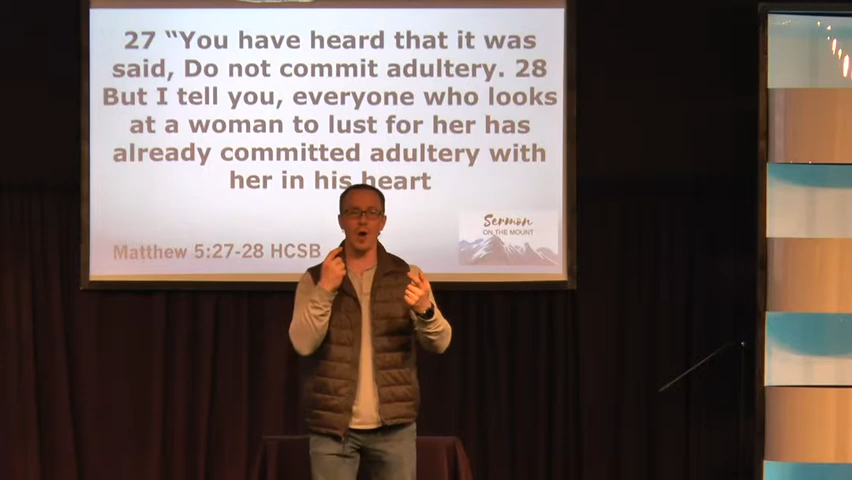 27 “You have heard that it was
said, Do not commit adultery. 28
But I tell you, everyone who looks
at a woman to lust for her has
already committed adultery with
her in his heart
Sermon
ON THE MOUNT
Matthew 5:27-28 HCSB